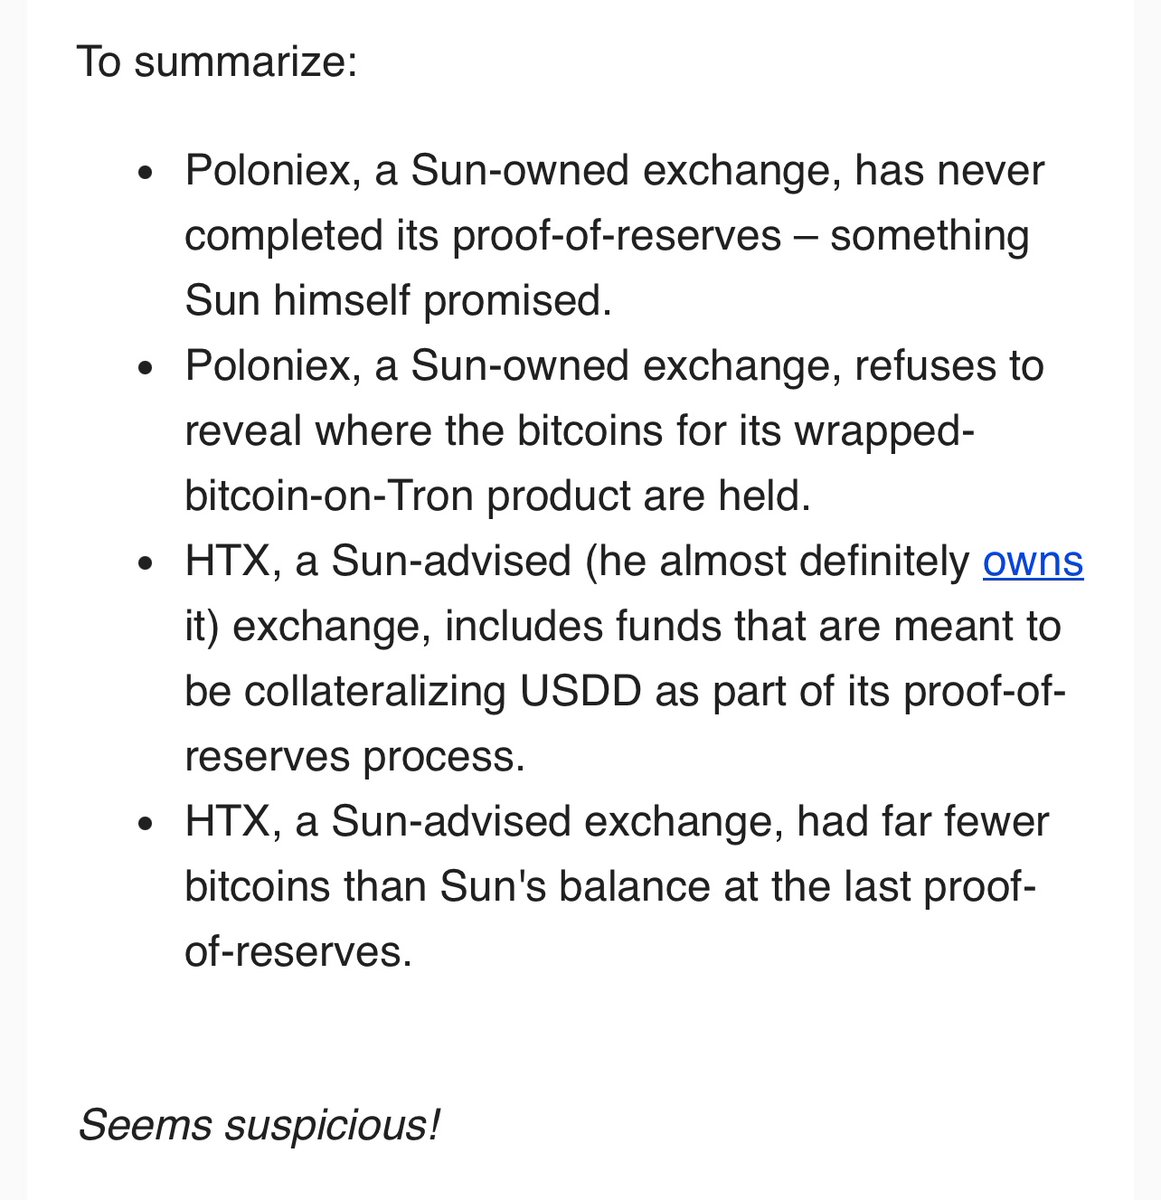 To summarize:
• Poloniex, a Sun-owned exchange, has never
completed its proof-of-reserves – something
Sun himself promised.
• Poloniex, a Sun-owned exchange, refuses to
reveal where the bitcoins for its wrapped-
bitcoin-on-Tron product are held.
• HTX, a Sun-advised (he almost definitely owns
it) exchange, includes funds that are meant to
be collateralizing USDD as part of its proof-of-
reserves process.
• HTX, a Sun-advised exchange, had far fewer
bitcoins than Sun's balance at the last proof-
of-reserves.
Seems suspicious!